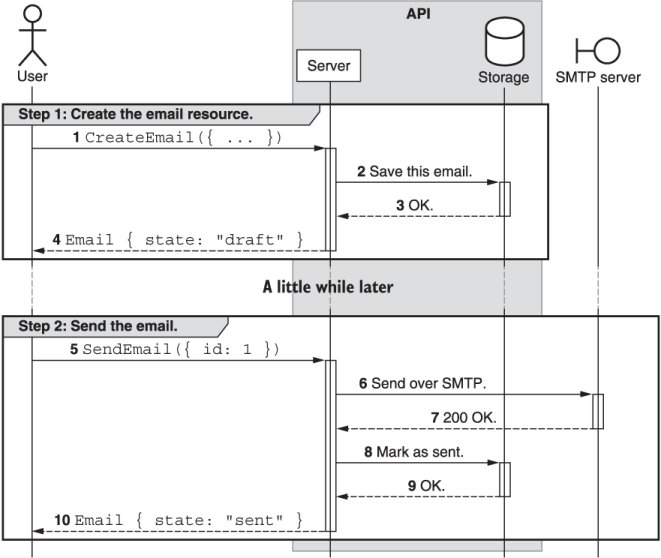 API
User
Server
Storage
SMTP server
Step 1: Create the email resource.
1 CreateEmail({ ... })
2 Save this email.
3 OK.
4 Email { state: "draft" }
A little while later
Step 2: Send the email.
5 SendEmail({ id: 1 })
6 Send over SMTP.
7 200 OK.
8 Mark as sent.
9 OK.
10 Email { state: "sent" }